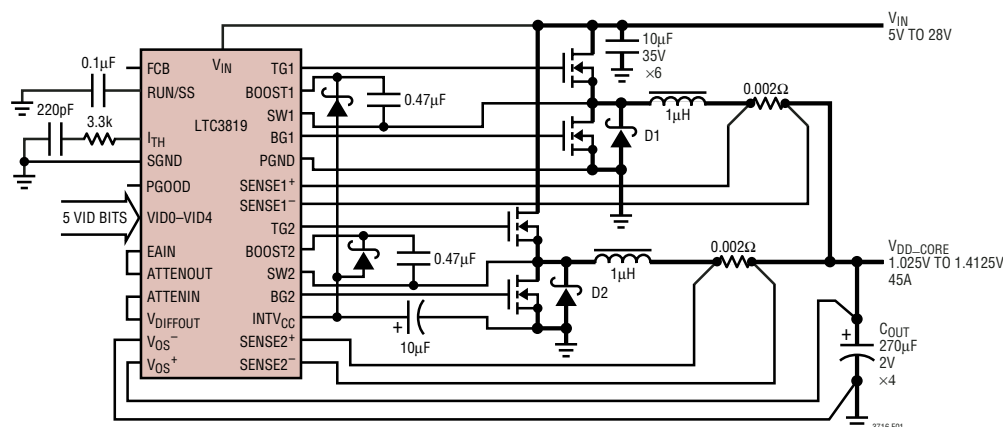 VIN
5V TO 28V
10µF
35V
×6
0.1µF
220pF
3.3k
FCB
RUN/SS
ITH
SGND
PGOOD
5 VID BITS
VID0–VID4
EAIN
ATTENOUT
ATTENIN
VDIFFOUT
VOS–
VOS+
VIN
LTC3819
TG1
BOOST1
SW1
BG1
PGND
SENSE1+
SENSE1–
TG2
BOOST2
SW2
BG2
INTVCC
SENSE2+
SENSE2–
0.47µF
D1
1µH
0.002Ω
0.47µF
D2
1µH
0.002Ω
+
10µF
VDD_CORE
1.025V TO 1.4125V
45A
+
COUT
270µF
2V
×4
3716 F01